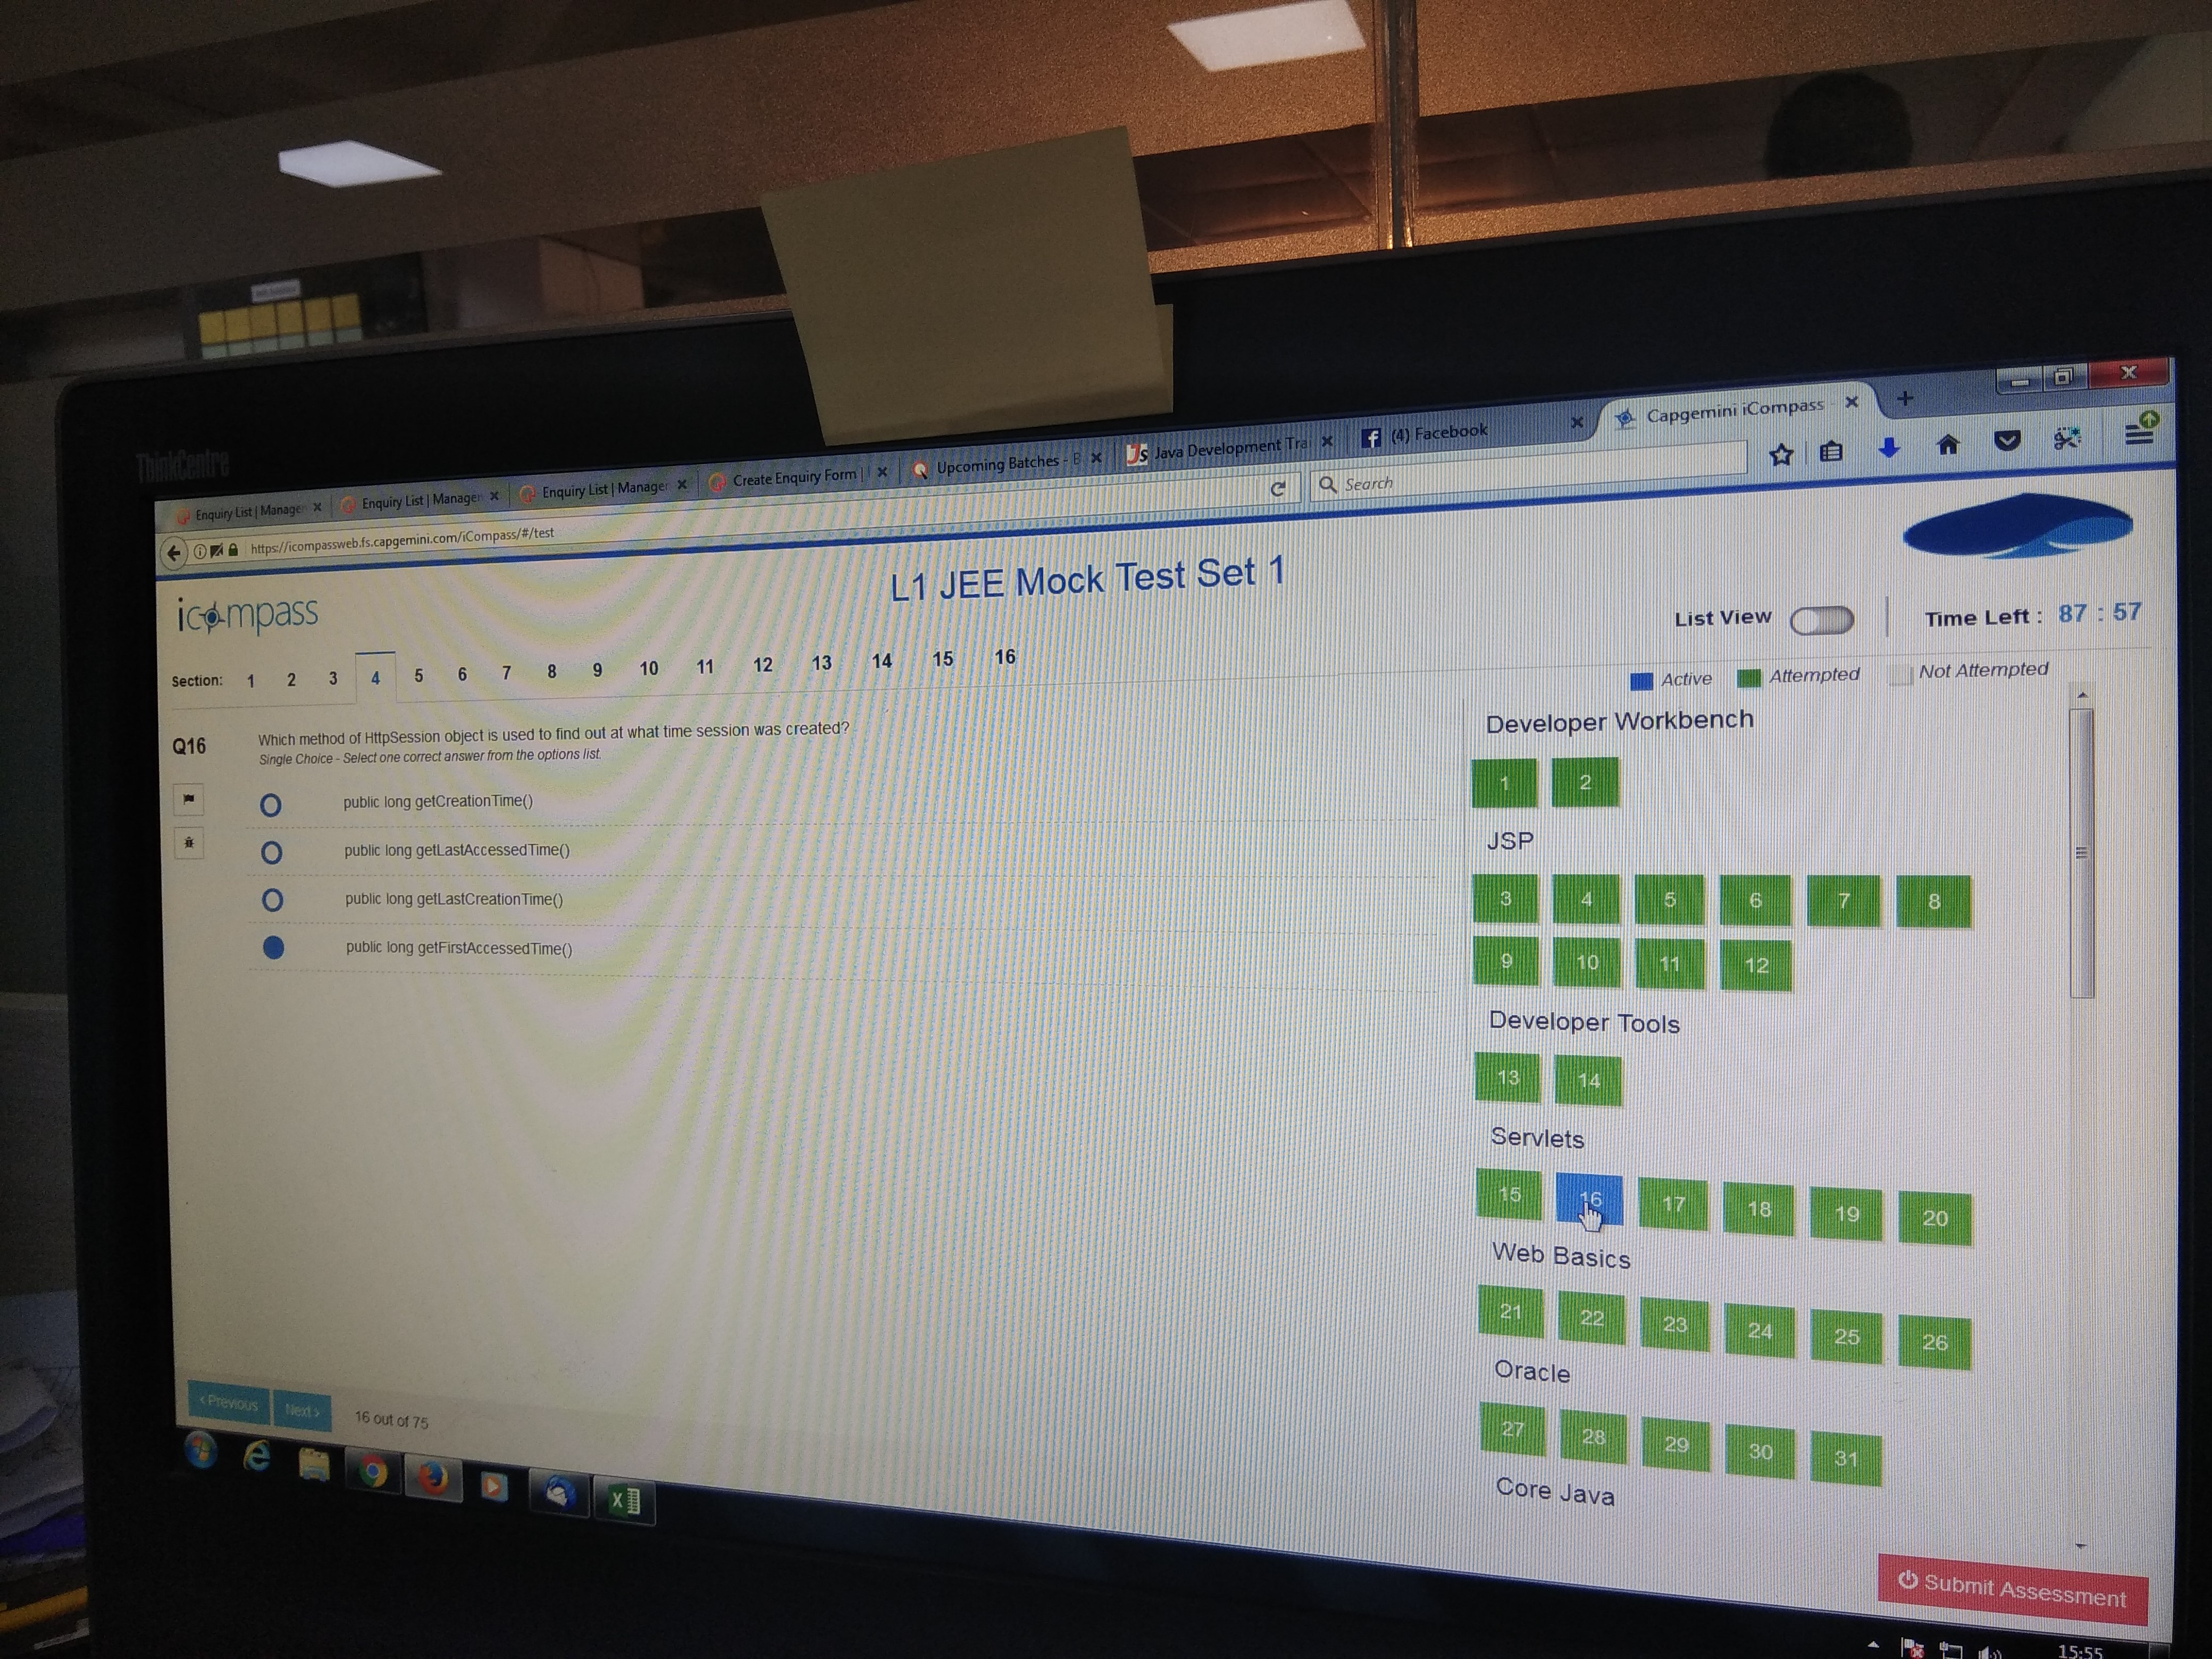 ThinkCentre
Enquiry List | Manager
Enquiry List | Manager
Enquiry List | Manager
Create Enquiry Form |
Upcoming Batches - B
Java Development Tra
(4) Facebook
Capgemini iCompass
https://icompassweb.fs.capgemini.com/iCompass/#/test
Search
icompass
L1 JEE Mock Test Set 1
List View
Time Left : 87 : 57
Section: 1 2 3 4 5 6 7 8 9 10 11 12 13 14 15 16
Active Attempted Not Attempted
Q16
Which method of HttpSession object is used to find out at what time session was created?
Single Choice - Select one correct answer from the options list.
public long getCreationTime()
public long getLastAccessedTime()
public long getLastCreationTime()
public long getFirstAccessedTime()
Developer Workbench
1 2
JSP
3 4 5 6 7 8
9 10 11 12
Developer Tools
13 14
Servlets
15 16 17 18 19 20
Web Basics
21 22 23 24 25 26
Oracle
27 28 29 30 31
Core Java
‹ Previous
Next ›
16 out of 75
Submit Assessment
15:55